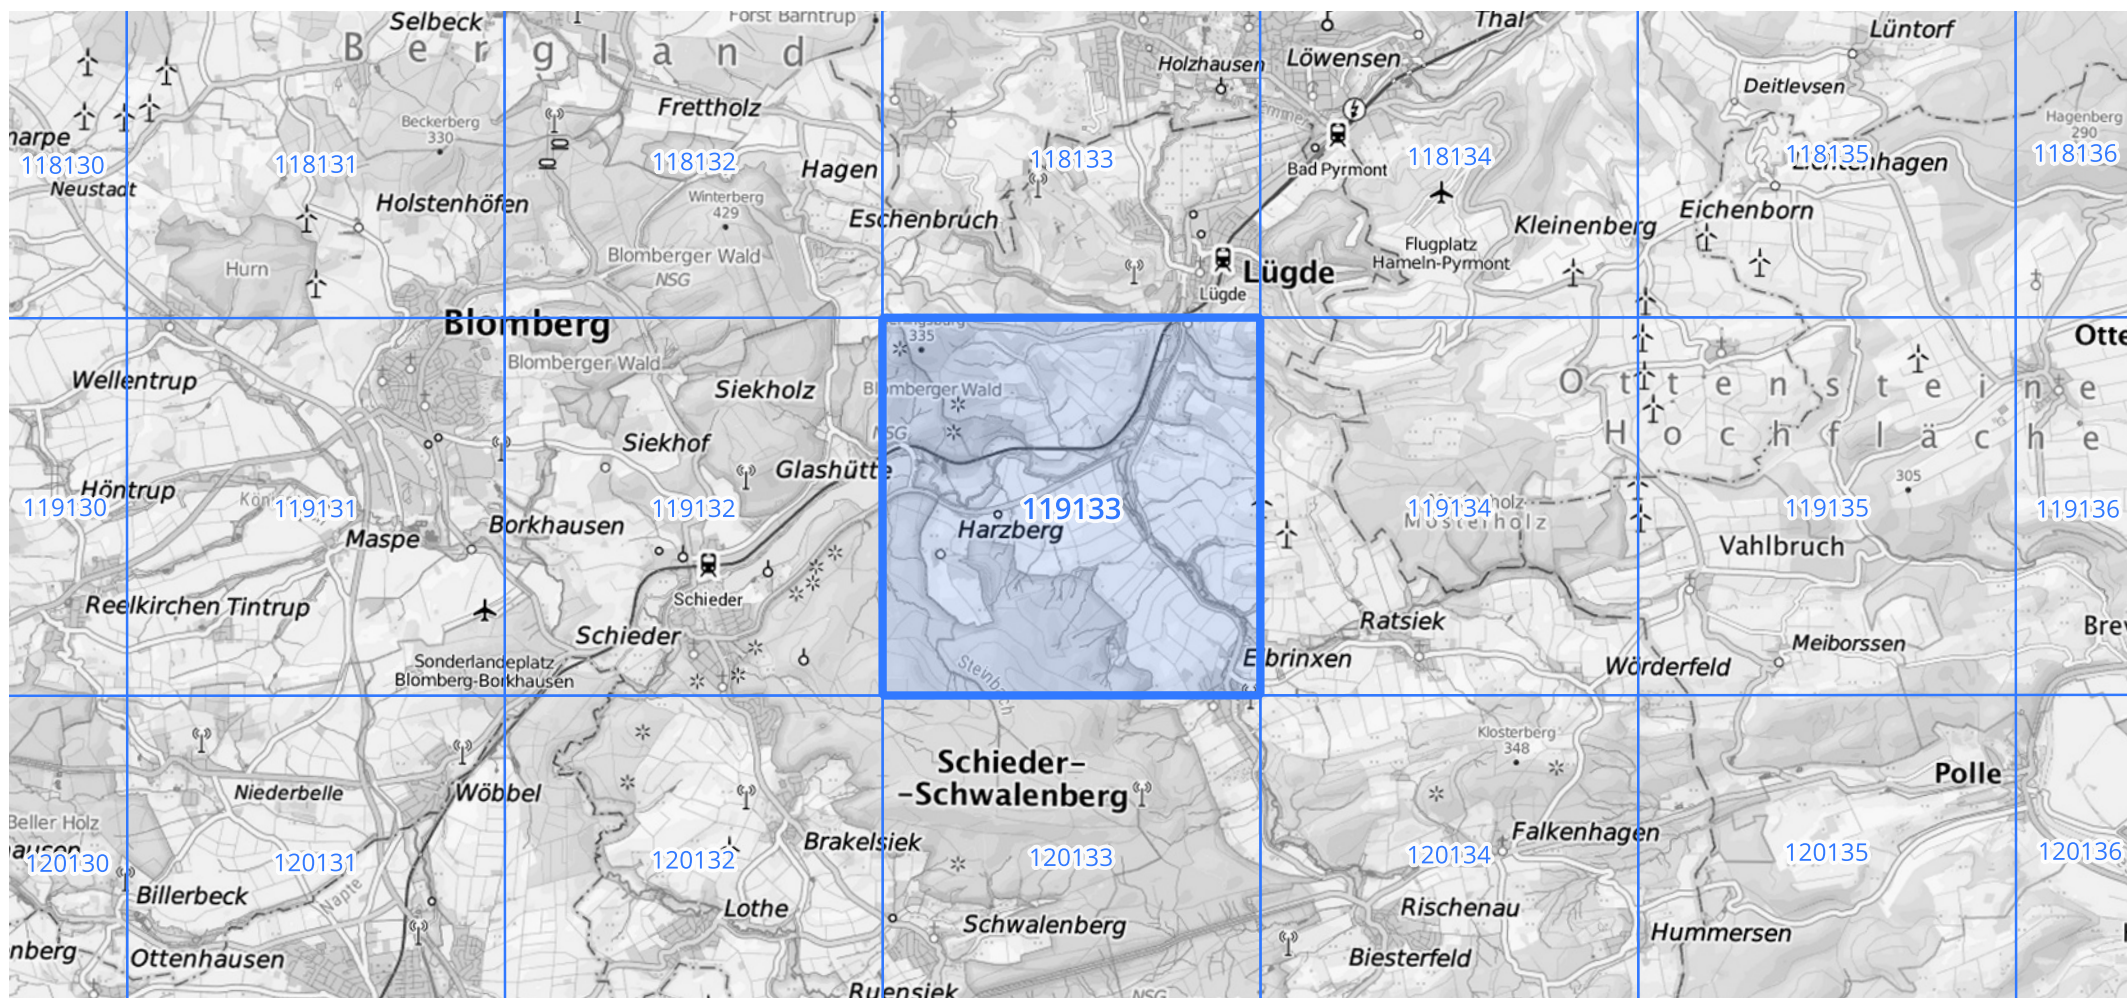 Selbeck
Forst Barntrup
Thal
Lüntorf
B e r g l a n d
Holzhausen
Löwensen
Deitlevsen
Frettholz
Beckerberg
330
Emmer
Hagenberg
290
118130
118131
118132
118133
118134
118135
118136
Neustadt
Hagen
Bad Pyrmont
Holstenhöfen
Winterberg
429
Eschenbruch
Kleinenberg
Eichenborn
Hurn
Blomberger Wald
NSG
Flugplatz
Hameln-Pyrmont
Lügde
Lügde
Blomberg
335
Otte
Blomberger Wald
Wellentrup
Siekholz
Blomberger Wald
O t t e n s t e i n e
H o c h f l ä c h e
Siekhof
NSG
Glashütte
305
Höntrup
119130
119131
119132
119133
119134
119135
119136
Borkhausen
Mosterholz
Maspe
Harzberg
Vahlbruch
Reelkirchen
Tintrup
Schieder
Ratsiek
Schieder
Meiborssen
Brev
Sonderlandeplatz
Blomberg-Borkhausen
Elbrinxen
Wörderfeld
Steinbach
Klosterberg
348
Schieder-
-Schwalenberg
Polle
Niederbelle
Wöbbel
Beller Holz
Brakelsiek
Falkenhagen
120130
120131
120132
120133
120134
120135
120136
Billerbeck
Napte
Lothe
Schwalenberg
Rischenau
Hummersen
nberg
Ottenhausen
Biesterfeld
Ruensiek
NSG